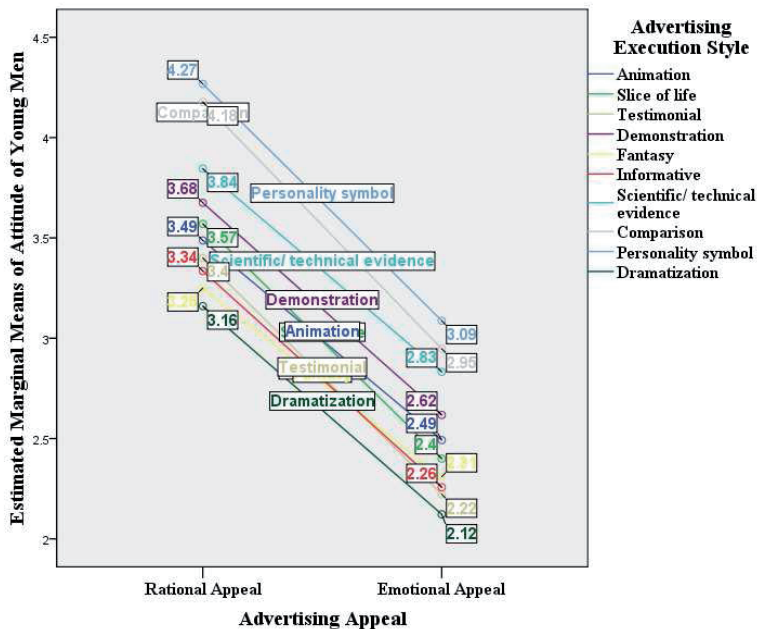 Estimated Marginal Means of Attitude of Young Men
4.5
4
3.5
3
2.5
2
4.27
4.18
3.84
3.68
3.49
3.57
3.34
3.4
3.16
Personality symbol
Scientific/ technical evidence
Demonstration
Animation
Testimonial
Dramatization
3.09
2.95
2.83
2.62
2.49
2.4
2.31
2.26
2.22
2.12
Rational Appeal
Emotional Appeal
Advertising Appeal
Advertising
Execution Style
Animation
Slice of life
Testimonial
Demonstration
Fantasy
Informative
Scientific/ technical
evidence
Comparison
Personality symbol
Dramatization